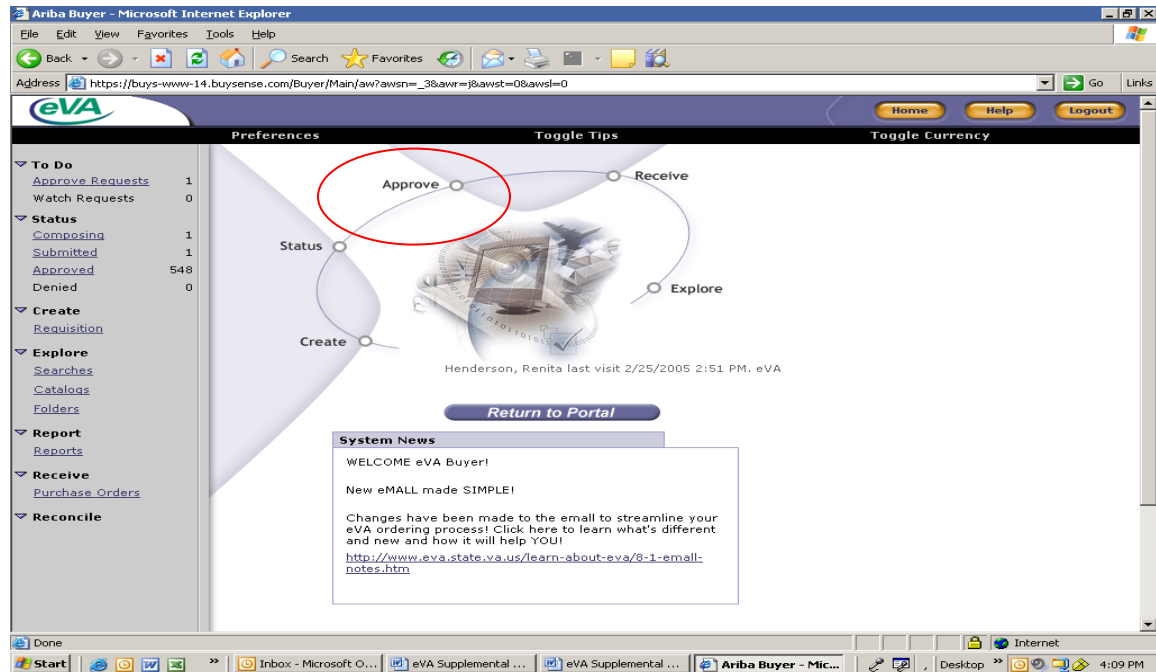 Ariba Buyer - Microsoft Internet Explorer
File Edit View Favorites Tools Help
Back Search Favorites
Address https://buys-www-14.buysense.com/Buyer/Main/aw?awsn=_3&awr=j&awst=0&awsl=0 Go Links
eVA Home Help Logout
Preferences Toggle Tips Toggle Currency
To Do
Approve Requests 1
Watch Requests 0
Status
Composing 1
Submitted 1
Approved 548
Denied 0
Create
Requisition
Explore
Searches
Catalogs
Folders
Report
Reports
Receive
Purchase Orders
Reconcile
Approve
Receive
Status
Explore
Create
Henderson, Renita last visit 2/25/2005 2:51 PM. eVA
Return to Portal
System News
WELCOME eVA Buyer!
New eMALL made SIMPLE!
Changes have been made to the email to streamline your
eVA ordering process! Click here to learn what's different
and new and how it will help YOU!
http://www.eva.state.va.us/learn-about-eva/8-1-emall-
notes.htm
Done Internet
Start Inbox - Microsoft O... eVA Supplemental ... eVA Supplemental ... Ariba Buyer - Mic... Desktop 4:09 PM